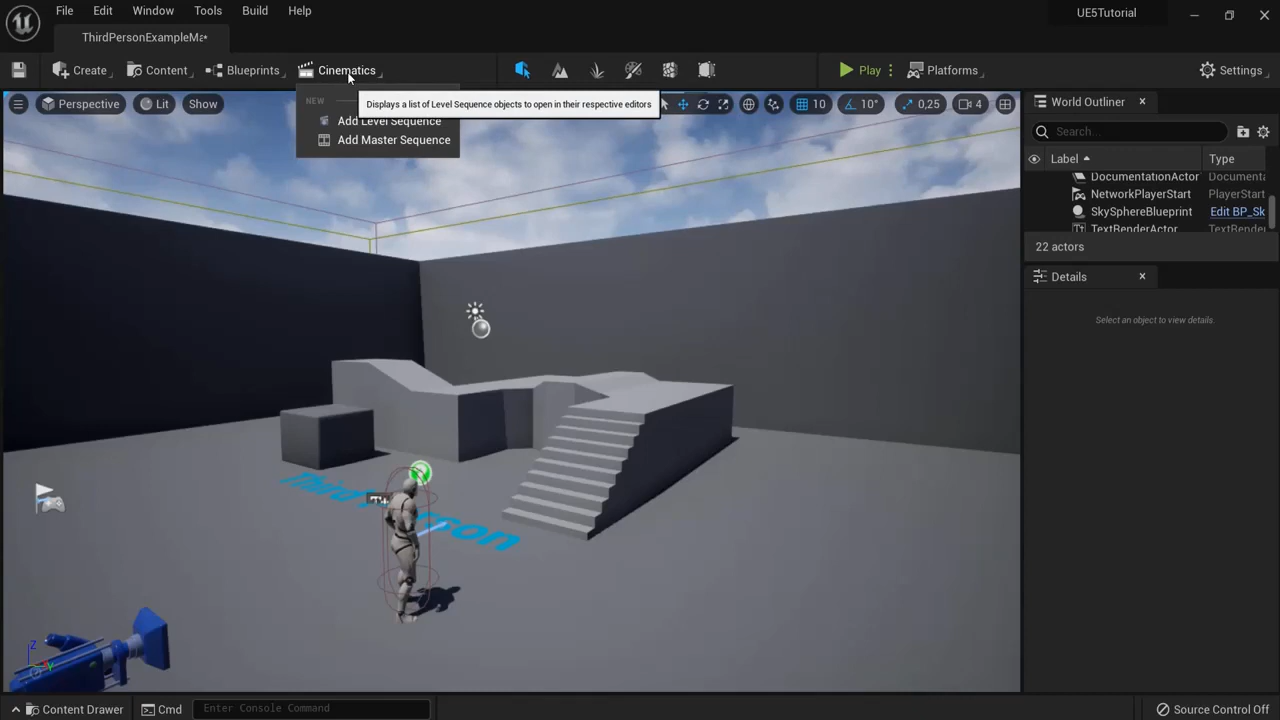 File Edit Window Tools Build Help
UE5Tutorial
ThirdPersonExampleMa*
Create Content Blueprints Cinematics Play Platforms Settings
Perspective Lit Show
NEW
Displays a list of Level Sequence objects to open in their respective editors
10 10° 0,25 4
Add Level Sequence
Add Master Sequence
World Outliner
Search...
Label Type
DocumentationActor Documenta
NetworkPlayerStart PlayerStart
SkySphereBlueprint Edit BP_Sk
TextRenderActor TextRender
22 actors
Details
Select an object to view details.
Z
Y
Content Drawer Cmd Enter Console Command Source Control Off